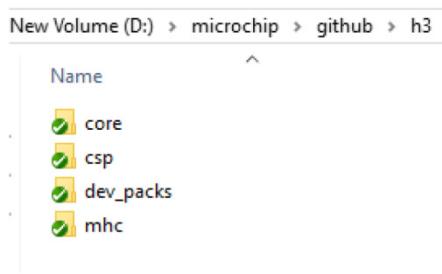 New Volume (D:) > microchip > github > h3
Name
core
csp
dev_packs
mhc